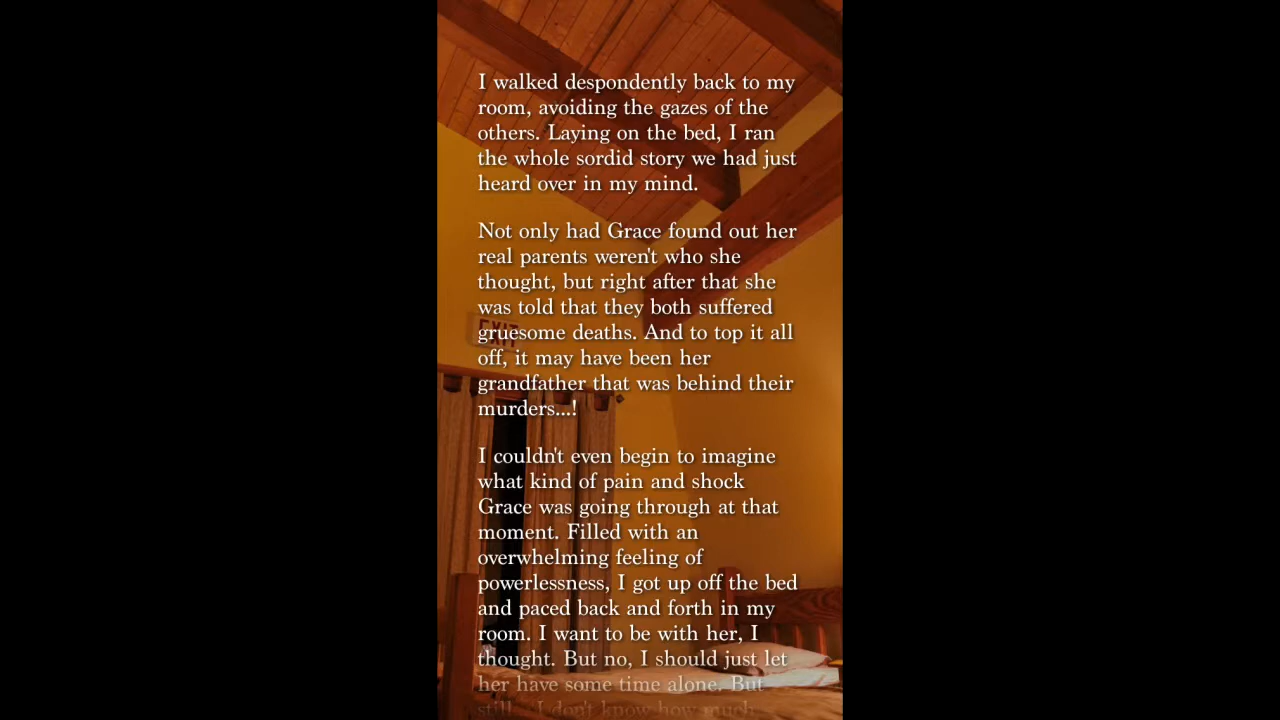 I walked despondently back to my
room, avoiding the gazes of the
others. Laying on the bed, I ran
the whole sordid story we had just
heard over in my mind.
Not only had Grace found out her
real parents weren't who she
thought, but right after that she
was told that they both suffered
gruesome deaths. And to top it all
off, it may have been her
grandfather that was behind their
murders...!
EXIT
I couldn't even begin to imagine
what kind of pain and shock
Grace was going through at that
moment. Filled with an
overwhelming feeling of
powerlessness, I got up off the bed
and paced back and forth in my
room. I want to be with her, I
thought. But no, I should just let
her have some time alone. But
still... I don't know how much